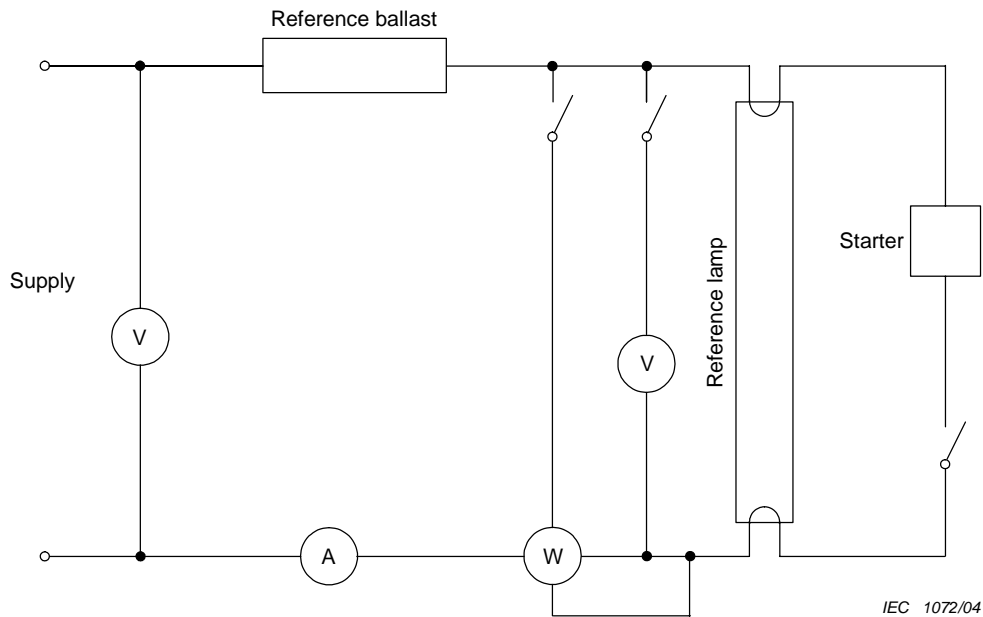 Reference ballast
Supply
V
V
Reference lamp
Starter
A
W
IEC 1072/04